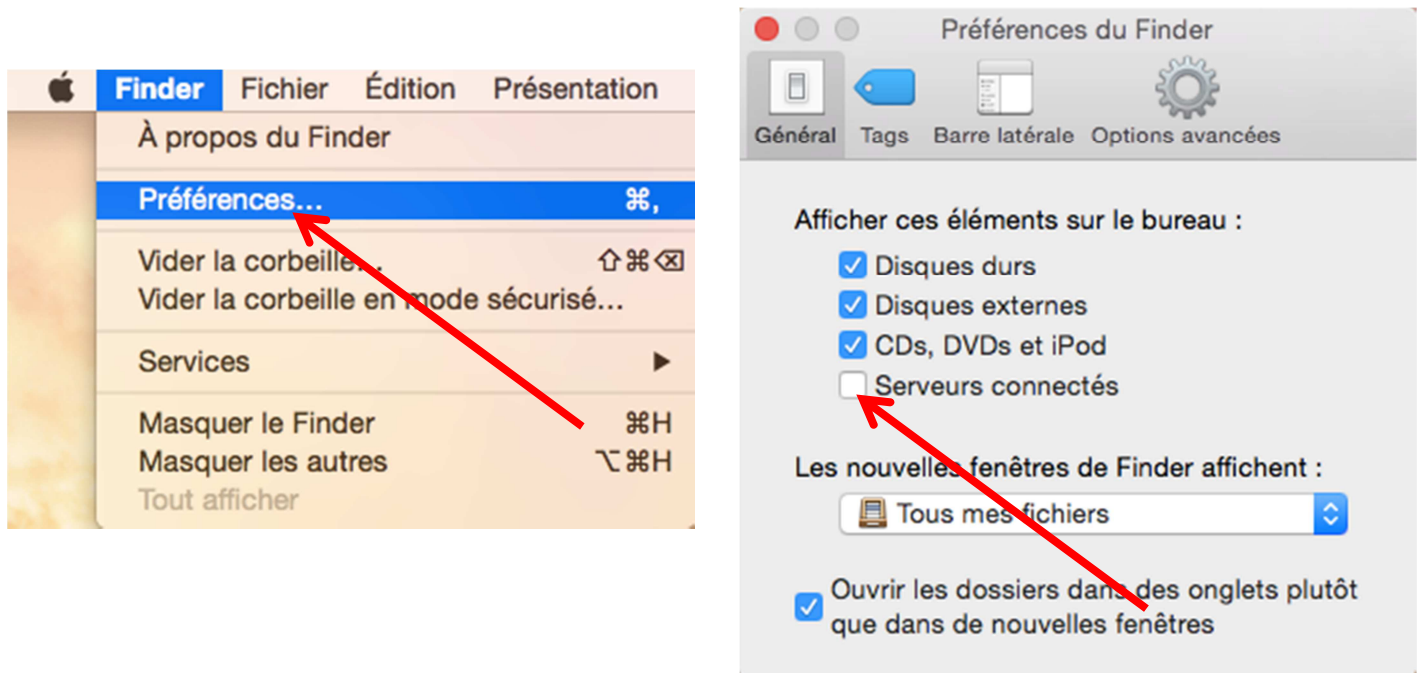 Finder Fichier Édition Présentation
À propos du Finder
Préférences... ⌘,
Vider la corbeille... ⇧⌘⌫
Vider la corbeille en mode sécurisé...
Services ▶
Masquer le Finder ⌘H
Masquer les autres ⌥⌘H
Tout afficher
Préférences du Finder
Général Tags Barre latérale Options avancées
Afficher ces éléments sur le bureau :
Disques durs
Disques externes
CDs, DVDs et iPod
Serveurs connectés
Les nouvelles fenêtres de Finder affichent :
Tous mes fichiers
Ouvrir les dossiers dans des onglets plutôt
que dans de nouvelles fenêtres